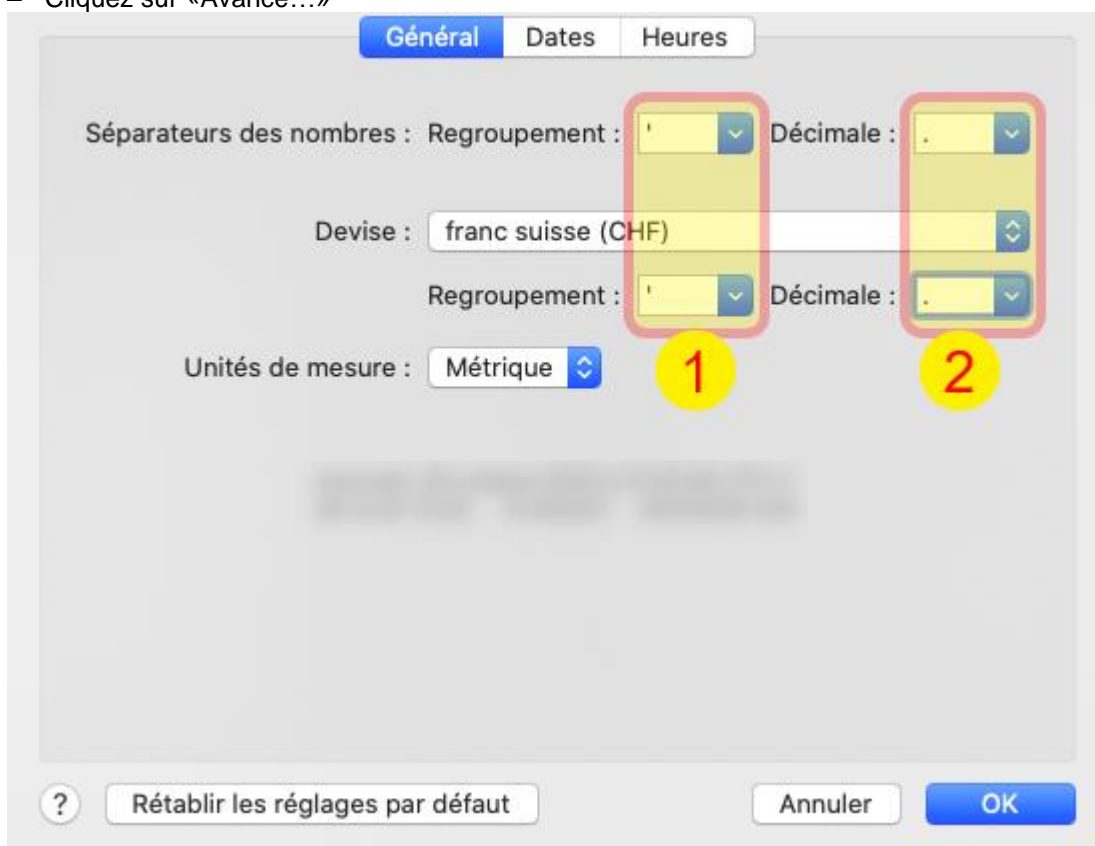 – Cliquez sur «Avancé…»
Général Dates Heures
Séparateurs des nombres : Regroupement : ' Décimale : .
Devise : franc suisse (CHF)
Regroupement : ' Décimale : .
1 2
Unités de mesure : Métrique
? Rétablir les réglages par défaut Annuler OK